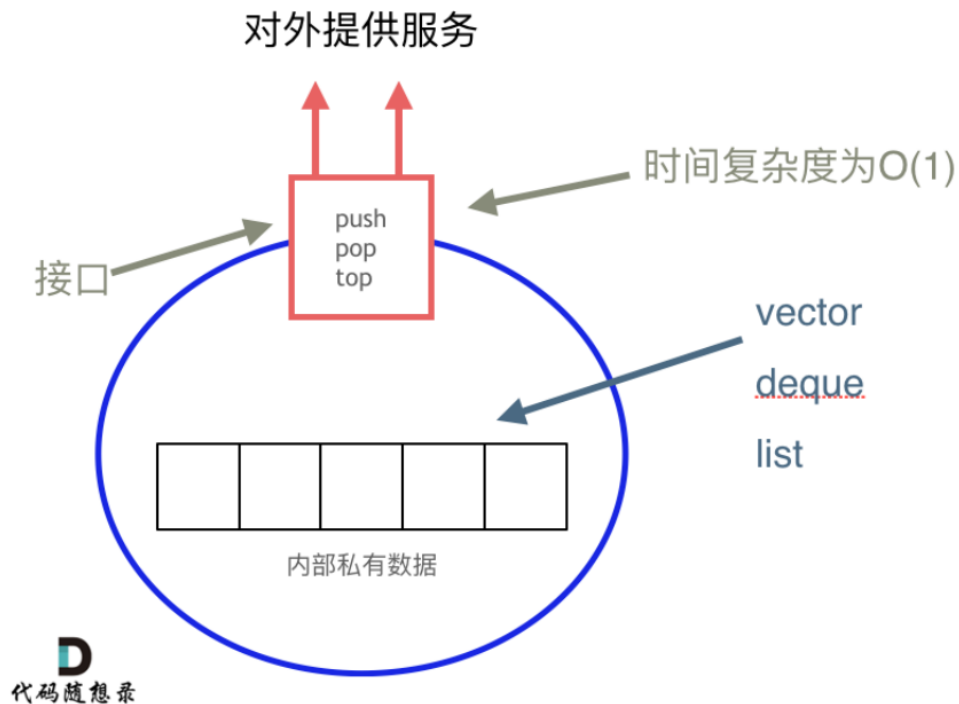 对外提供服务
时间复杂度为O(1)
push
pop
top
接口
vector
deque
list
内部私有数据
代码随想录